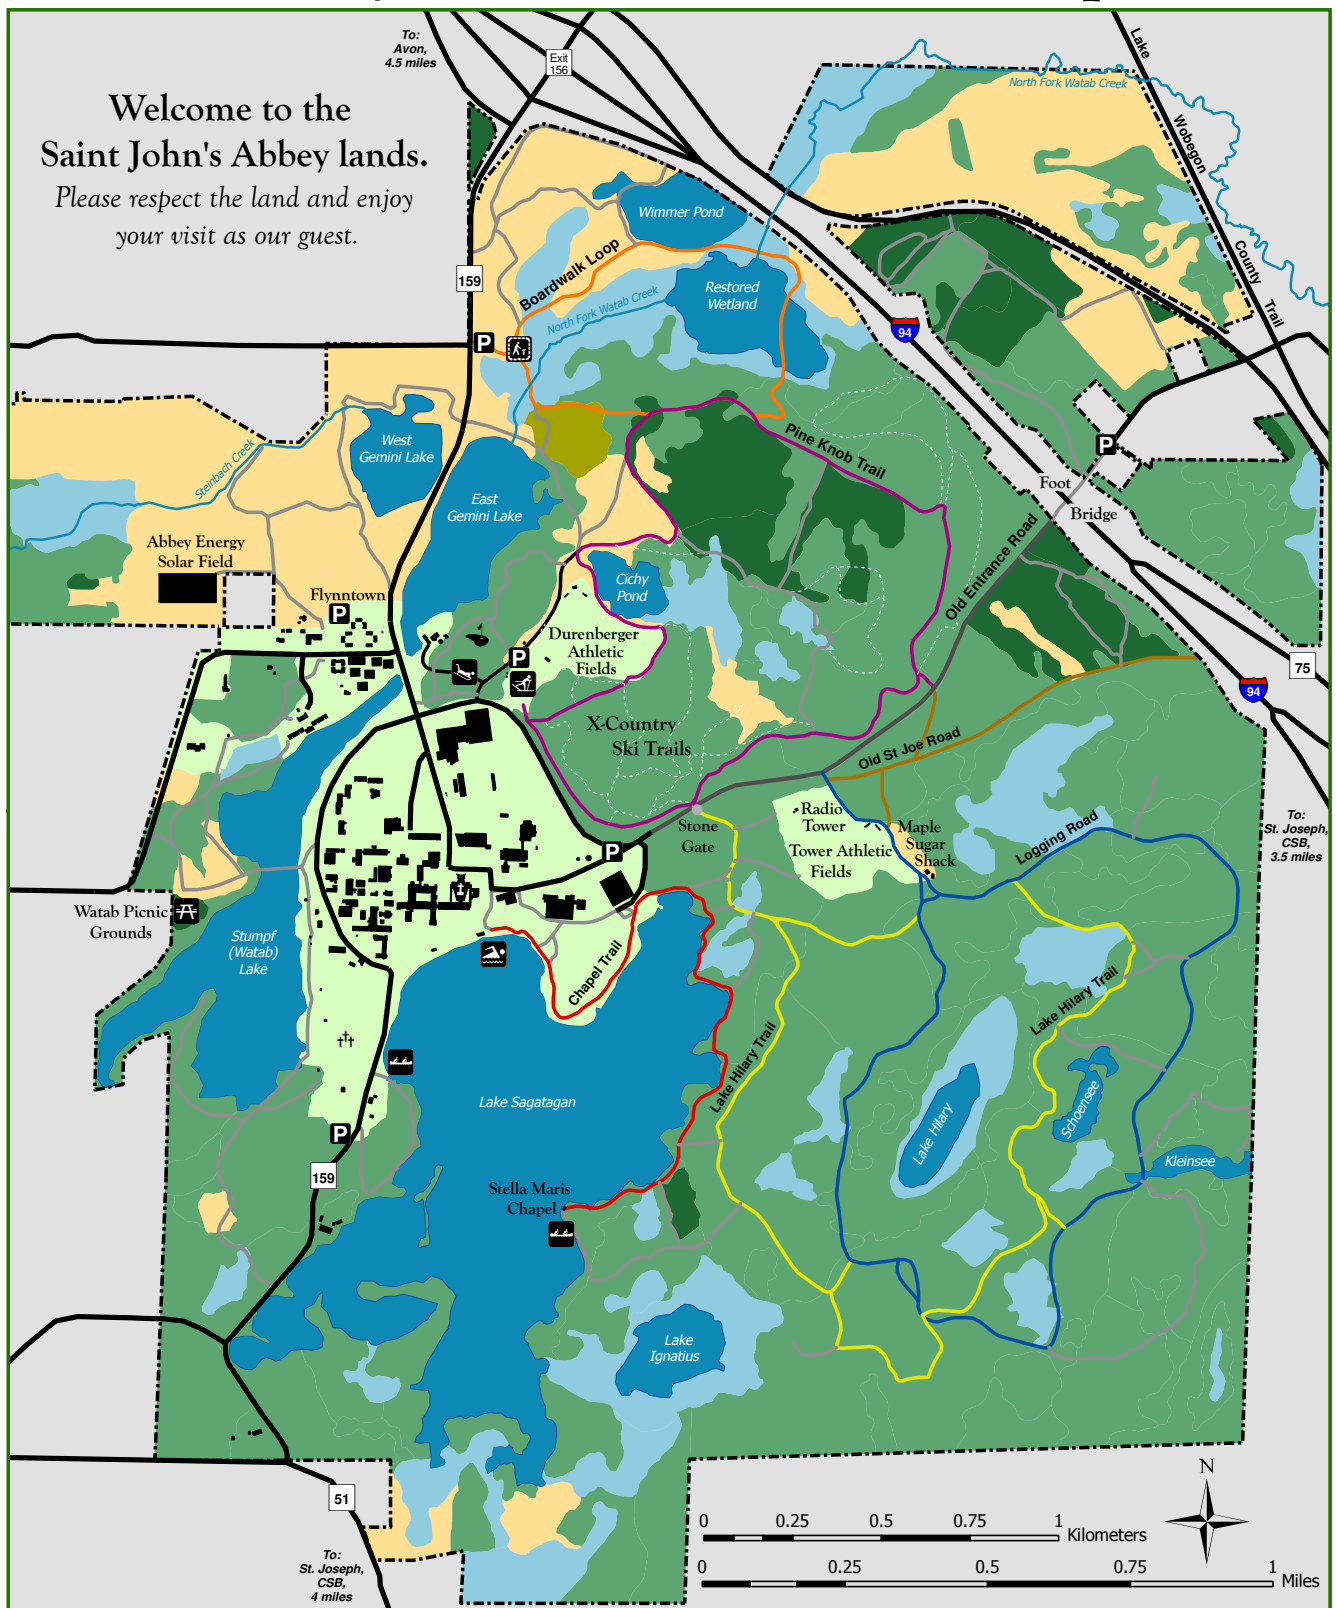 To:
Avon,
4.5 miles
Exit
156
Lake
Wobegon
County
Trail
North Fork Watab Creek
Welcome to the
Saint John's Abbey lands.
Please respect the land and enjoy
your visit as our guest.
Wimmer Pond
Boardwalk Loop
159
Restored
Wetland
North Fork Watab Creek
94
P
West
Gemini Lake
Steinbach Creek
Pine Knob Trail
P
East
Gemini Lake
Foot
Bridge
Abbey Energy
Solar Field
Old Entrance Road
Cichy
Pond
Flynntown
P
Durenberger
Athletic
Fields
P
75
94
X-Country
Ski Trails
Old St Joe Road
Stone
Gate
Radio
Tower
Tower Athletic
Fields
Maple
Sugar
Shack
Logging Road
To:
St. Joseph,
CSB,
3.5 miles
P
Watab Picnic
Grounds
Stumpf
(Watab)
Lake
Chapel Trail
Lake Hilary Trail
Lake Hilary Trail
Lake Sagatagan
Lake Hilary
Schoensee
P
Kleinsee
159
Stella Maris
Chapel
Lake
Ignatius
N
51
0 0.25 0.5 0.75 1
Kilometers
To:
St. Joseph,
CSB,
4 miles
0 0.25 0.5 0.75 1
Miles